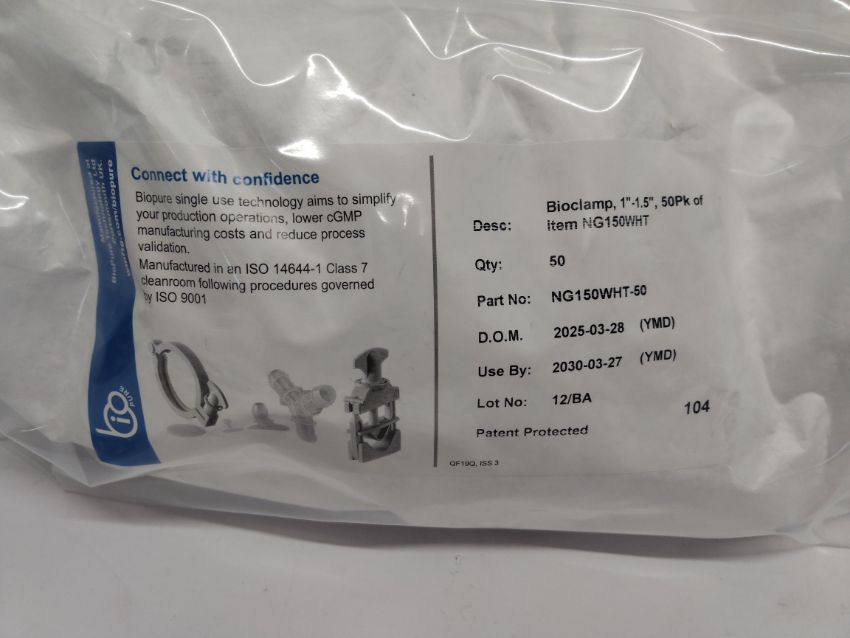 Connect with confidence
Biopure single use technology aims to simplify
your production operations, lower cGMP
manufacturing costs and reduce process
validation.
Manufactured in an ISO 14644-1 Class 7
cleanroom following procedures governed
by ISO 9001
bio
PURE
Desc: Bioclamp, 1"-1.5", 50Pk of
item NG150WHT
Qty: 50
Part No: NG150WHT-50
D.O.M. 2025-03-28 (YMD)
Use By: 2030-03-27 (YMD)
Lot No: 12/BA
104
Patent Protected
QF19Q, ISS 3